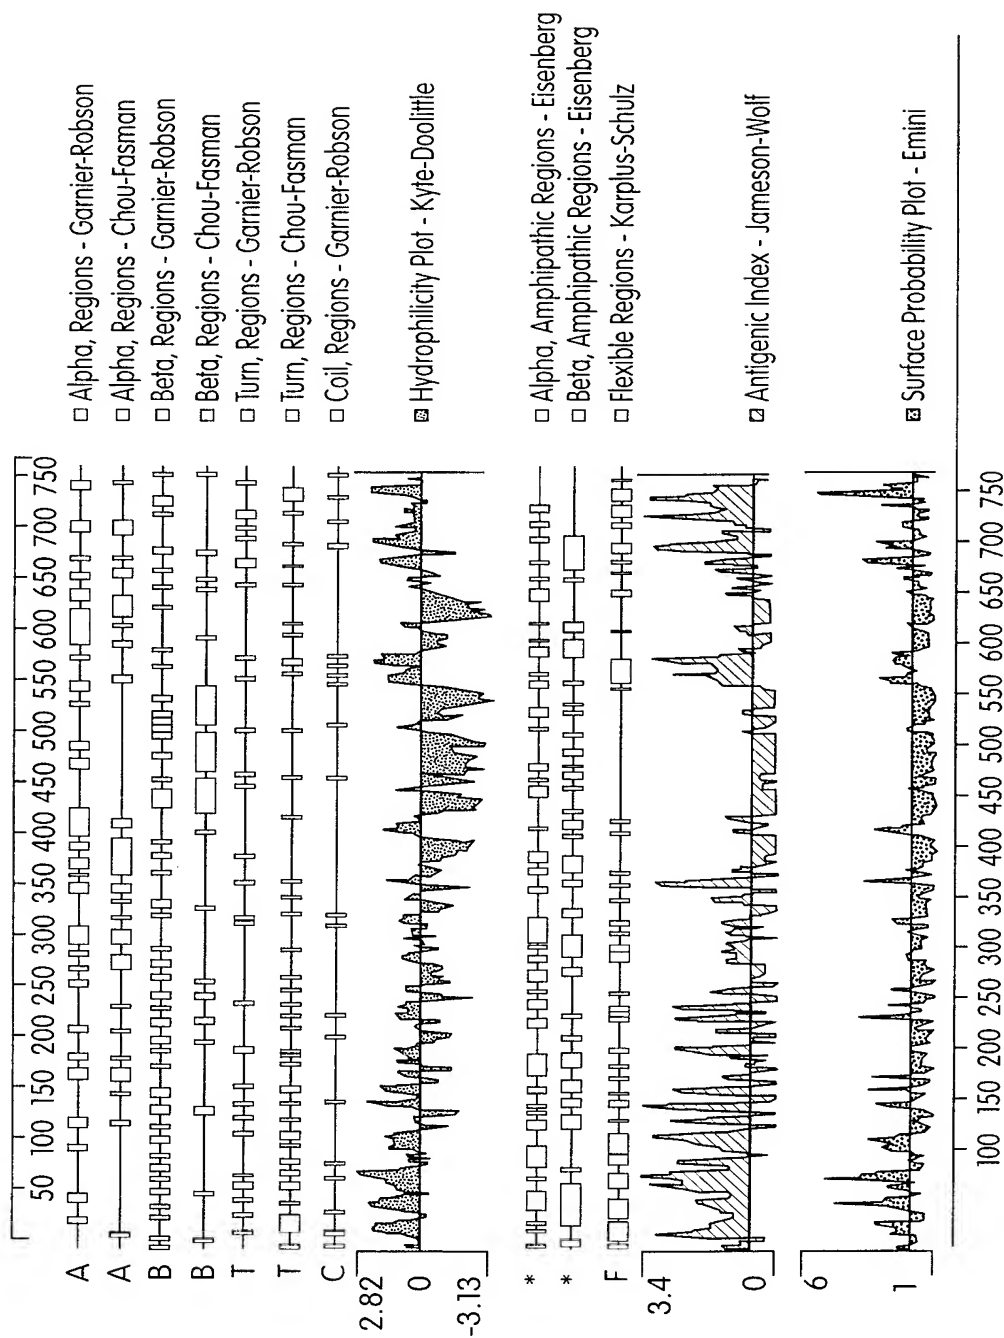 50 100 150 200 250 300 350 400 450 500 550 600 650 700 750
A Alpha, Regions - Garnier-Robson
A Alpha, Regions - Chou-Fasman
B Beta, Regions - Garnier-Robson
B Beta, Regions - Chou-Fasman
T Turn, Regions - Garnier-Robson
T Turn, Regions - Chou-Fasman
C Coil, Regions - Garnier-Robson
2.82
0 Hydrophilicity Plot - Kyte-Doolittle
-3.13
* Alpha, Amphipathic Regions - Eisenberg
* Beta, Amphipathic Regions - Eisenberg
F Flexible Regions - Karplus-Schulz
3.4
0 Antigenic Index - Jameson-Wolf
6
1 Surface Probability Plot - Emini
100 150 200 250 300 350 400 450 500 550 600 650 700 750